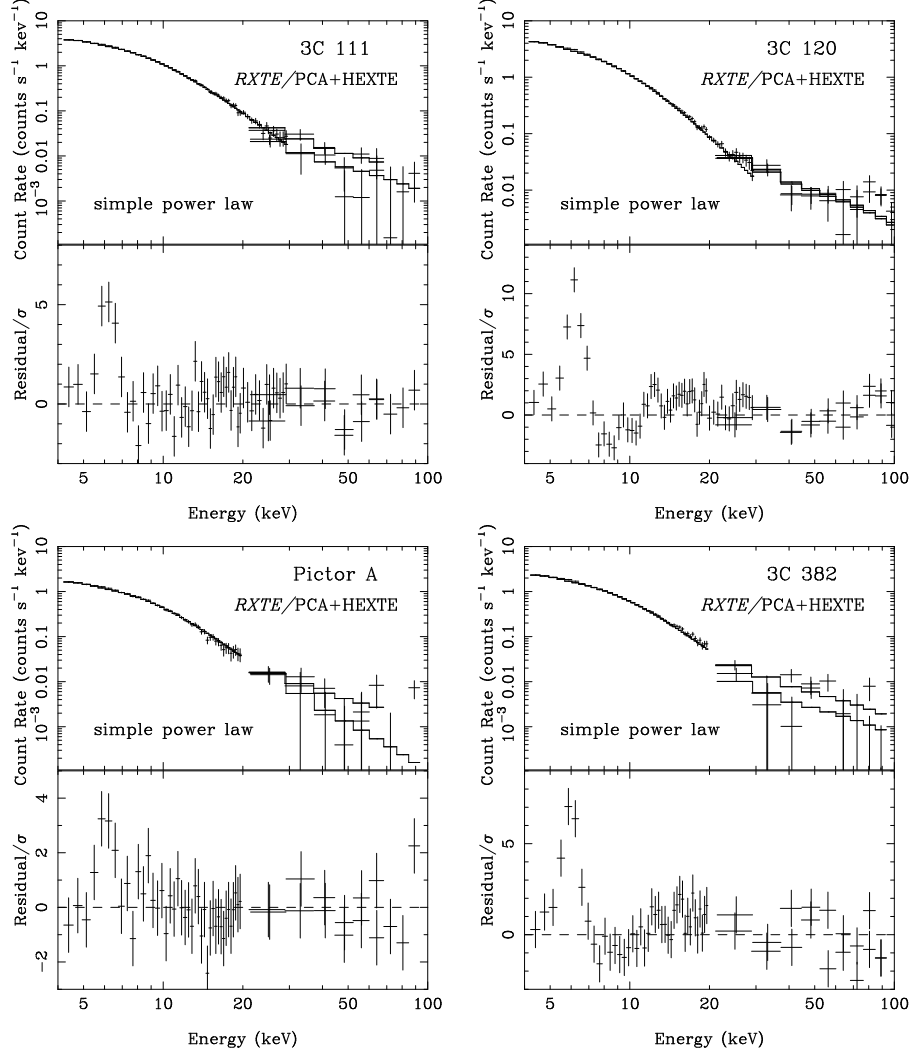 Count Rate (counts s⁻¹ kev⁻¹)
10
1
0.1
0.01
10⁻³
3C 111
RXTE/PCA+HEXTE
simple power law
Residual/σ
5
0
5
10
20
50
100
Energy (keV)
Count Rate (counts s⁻¹ kev⁻¹)
10
1
0.1
0.01
3C 120
RXTE/PCA+HEXTE
simple power law
Residual/σ
10
5
0
5
10
20
50
100
Energy (keV)
Count Rate (counts s⁻¹ kev⁻¹)
10
1
0.1
0.01
10⁻³
Pictor A
RXTE/PCA+HEXTE
simple power law
Residual/σ
4
2
0
−2
5
10
20
50
100
Energy (keV)
Count Rate (counts s⁻¹ kev⁻¹)
10
1
0.1
0.01
10⁻³
3C 382
RXTE/PCA+HEXTE
simple power law
Residual/σ
5
0
5
10
20
50
100
Energy (keV)